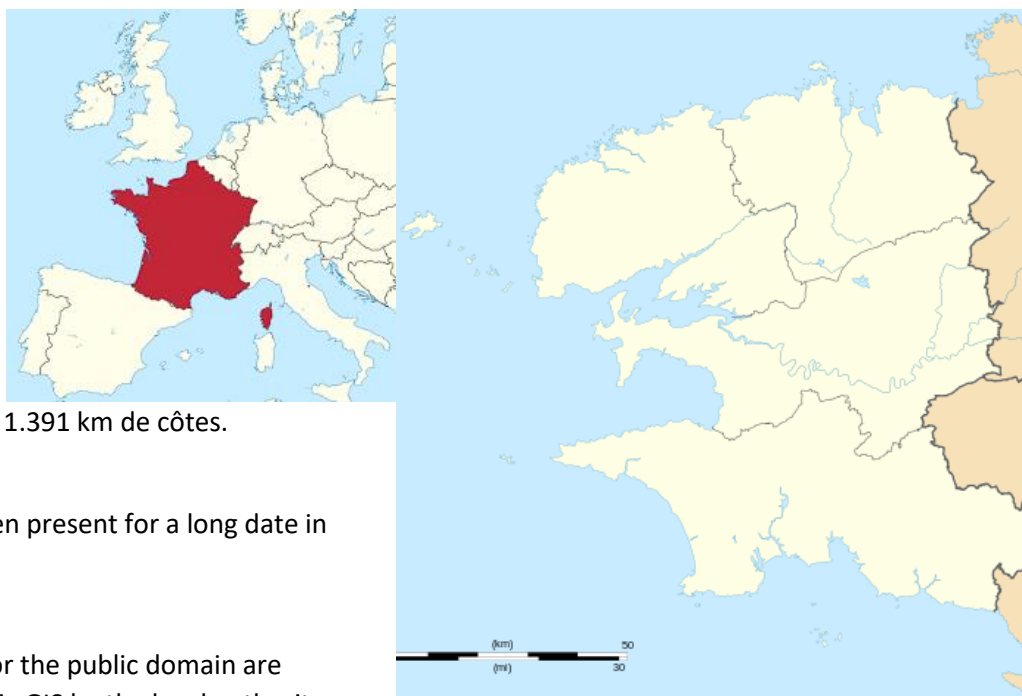 1.391 km de côtes.
en present for a long date in
or the public domain are
(km) 50
(mi) 30